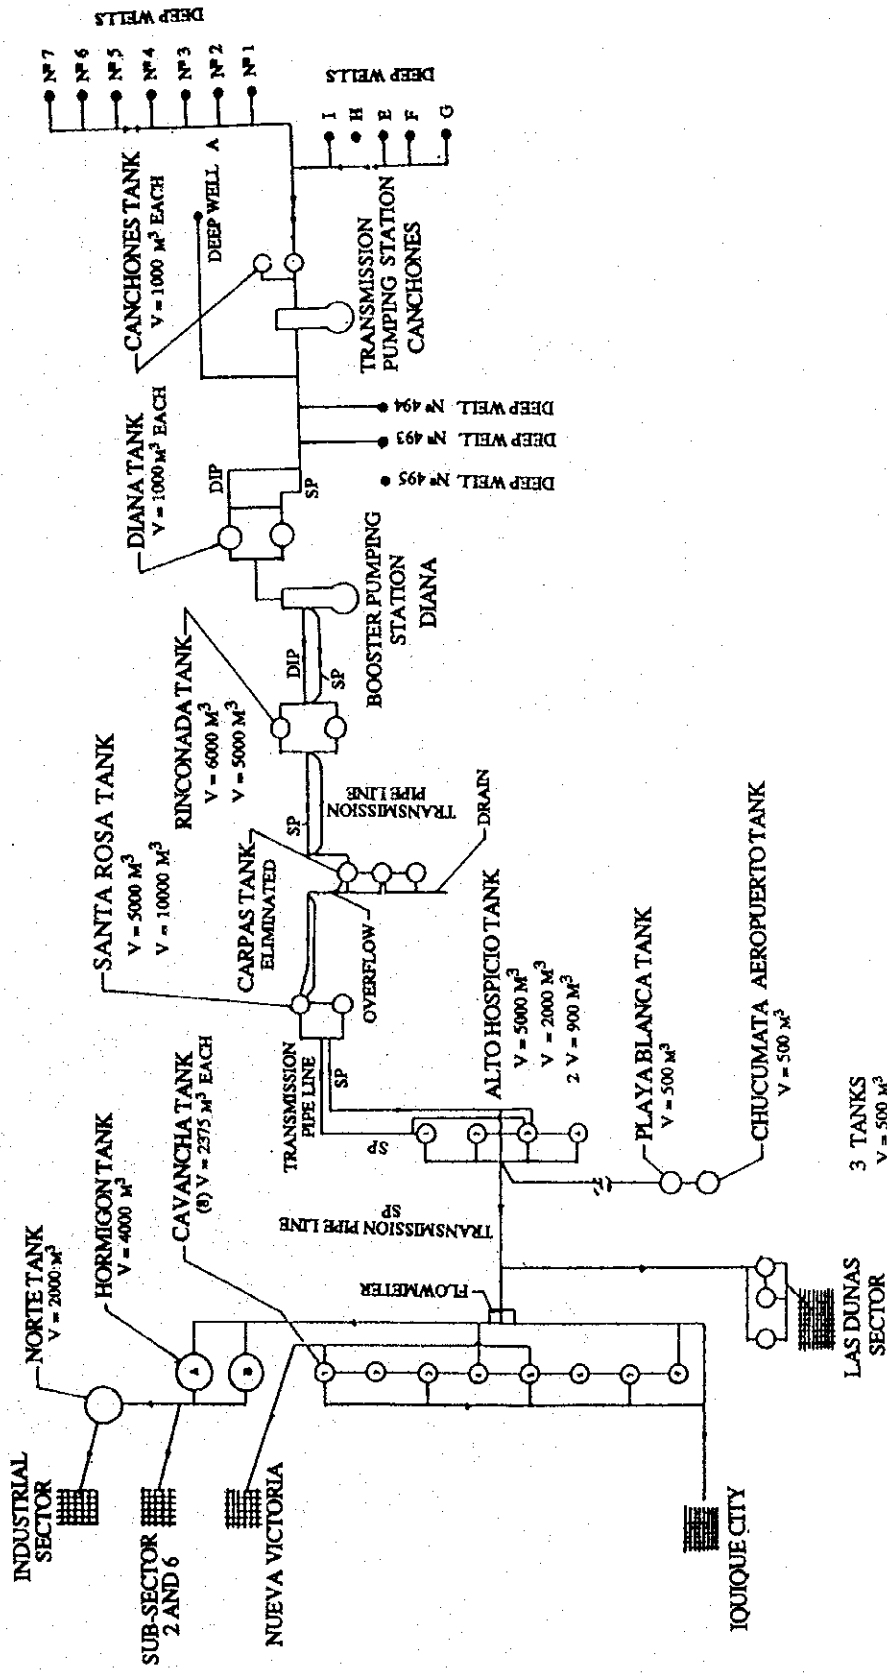 INDUSTRIAL
SECTOR
NORTE TANK
V = 2000 M³
HORMIGON TANK
V = 4000 M³
CAVANCHA TANK
(8) V = 2375 M³ EACH
SANTA ROSA TANK
V = 5000 M³
V = 10000 M³
RINCONADA TANK
V = 6000 M³
V = 5000 M³
DIANA TANK
V = 1000 M³ EACH
CANCHONES TANK
V = 1000 M³ EACH
DEEP WELLS
Nº 7
Nº 6
Nº 5
Nº 4
Nº 3
Nº 2
Nº 1
DEEP WELL A
DEEP WELLS
I
H
E
F
G
SUB-SECTOR
2 AND 6
A
B
NUEVA VICTORIA
FLOWMETER
TRANSMISSION PIPE LINE
SP
SP
TRANSMISSION
PIPE LINE
SP
CARPAS TANK
ELIMINATED
OVERFLOW
SP
TRANSMISSION
PIPE LINE
DRAIN
DIP
SP
BOOSTER PUMPING
STATION
DIANA
DIP
SP
DEEP WELL Nº 495
DEEP WELL Nº 493
DEEP WELL Nº 494
TRANSMISSION
PUMPING STATION
CANCHONES
ALTO HOSPICIO TANK
V = 5000 M³
V = 2000 M³
2 V = 900 M³
PLAYA BLANCA TANK
V = 500 M³
CHUCUMATA AEROPUERTO TANK
V = 500 M³
IQUIQUE CITY
LAS DUNAS
SECTOR
3 TANKS
V = 500 M³